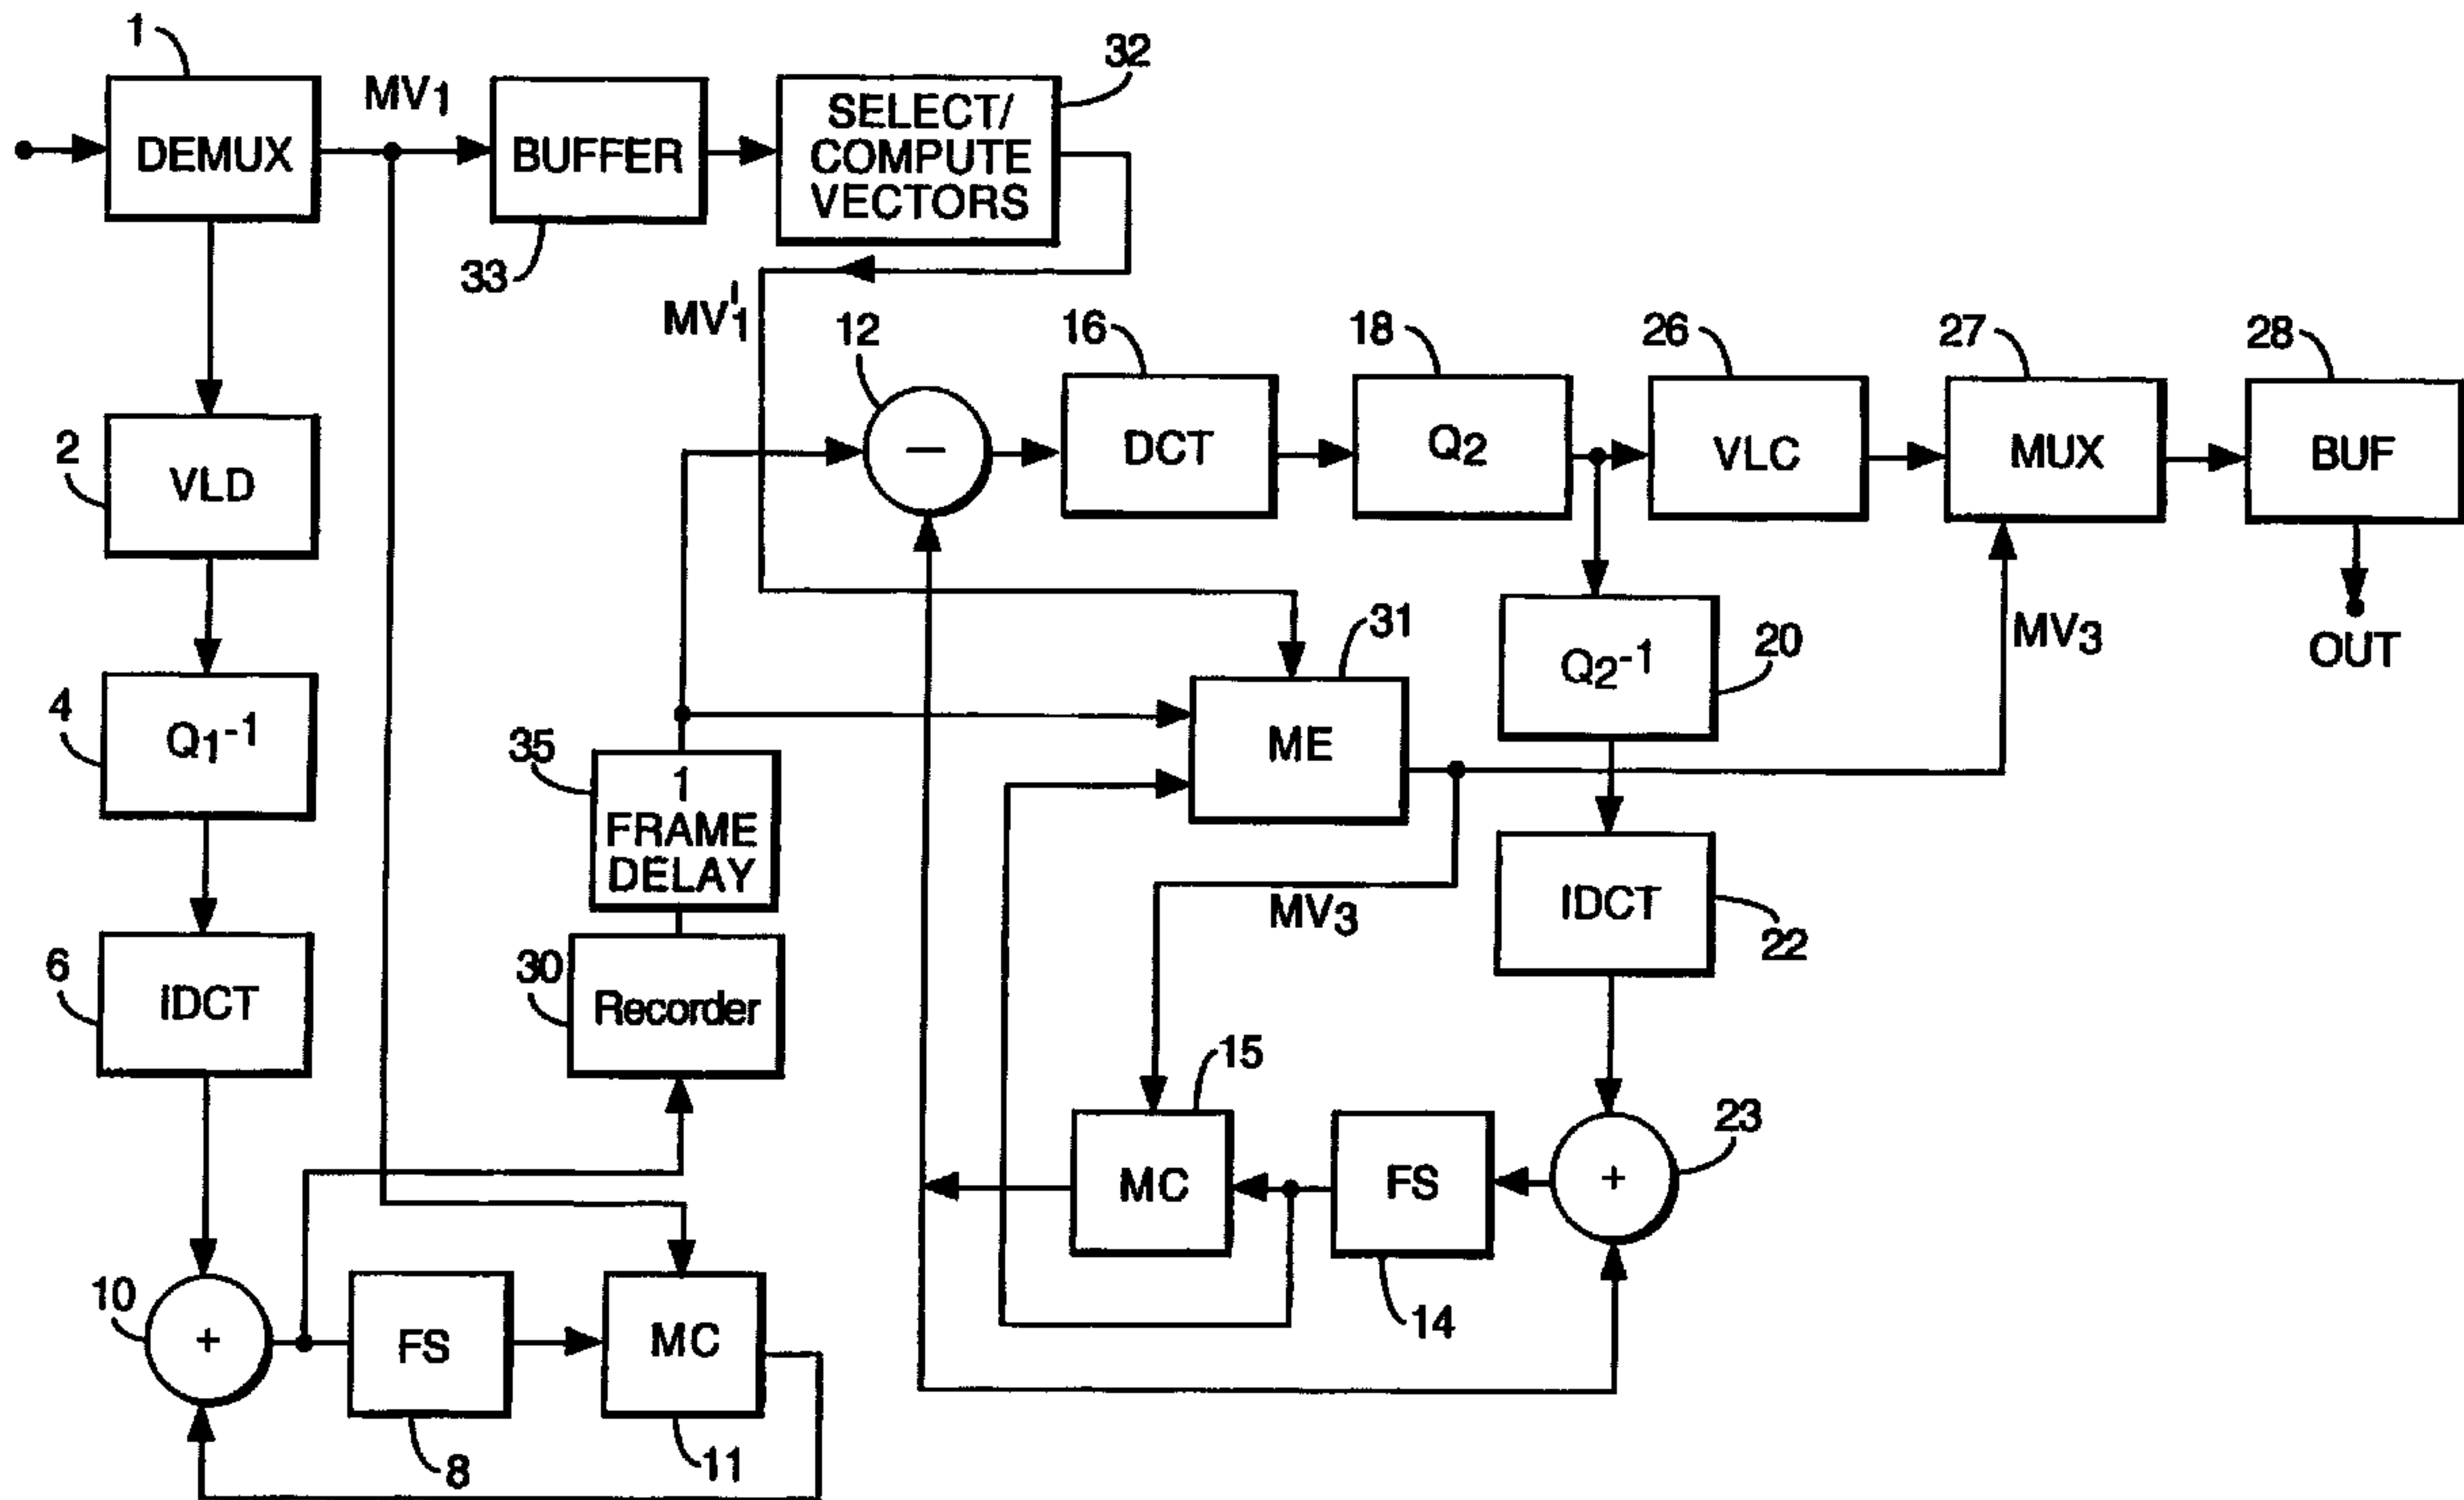 1
MV1
32
DEMUX
BUFFER
SELECT/
COMPUTE
VECTORS
33
MV'1
12
16
18
26
27
28
2
VLD
−
DCT
Q2
VLC
MUX
BUF
31
MV3
OUT
4
Q1-1
35
1
FRAME
DELAY
ME
Q2-1
20
MV3
IDCT
22
6
IDCT
30
Recorder
15
MC
FS
+
23
14
10
+
FS
MC
8
11